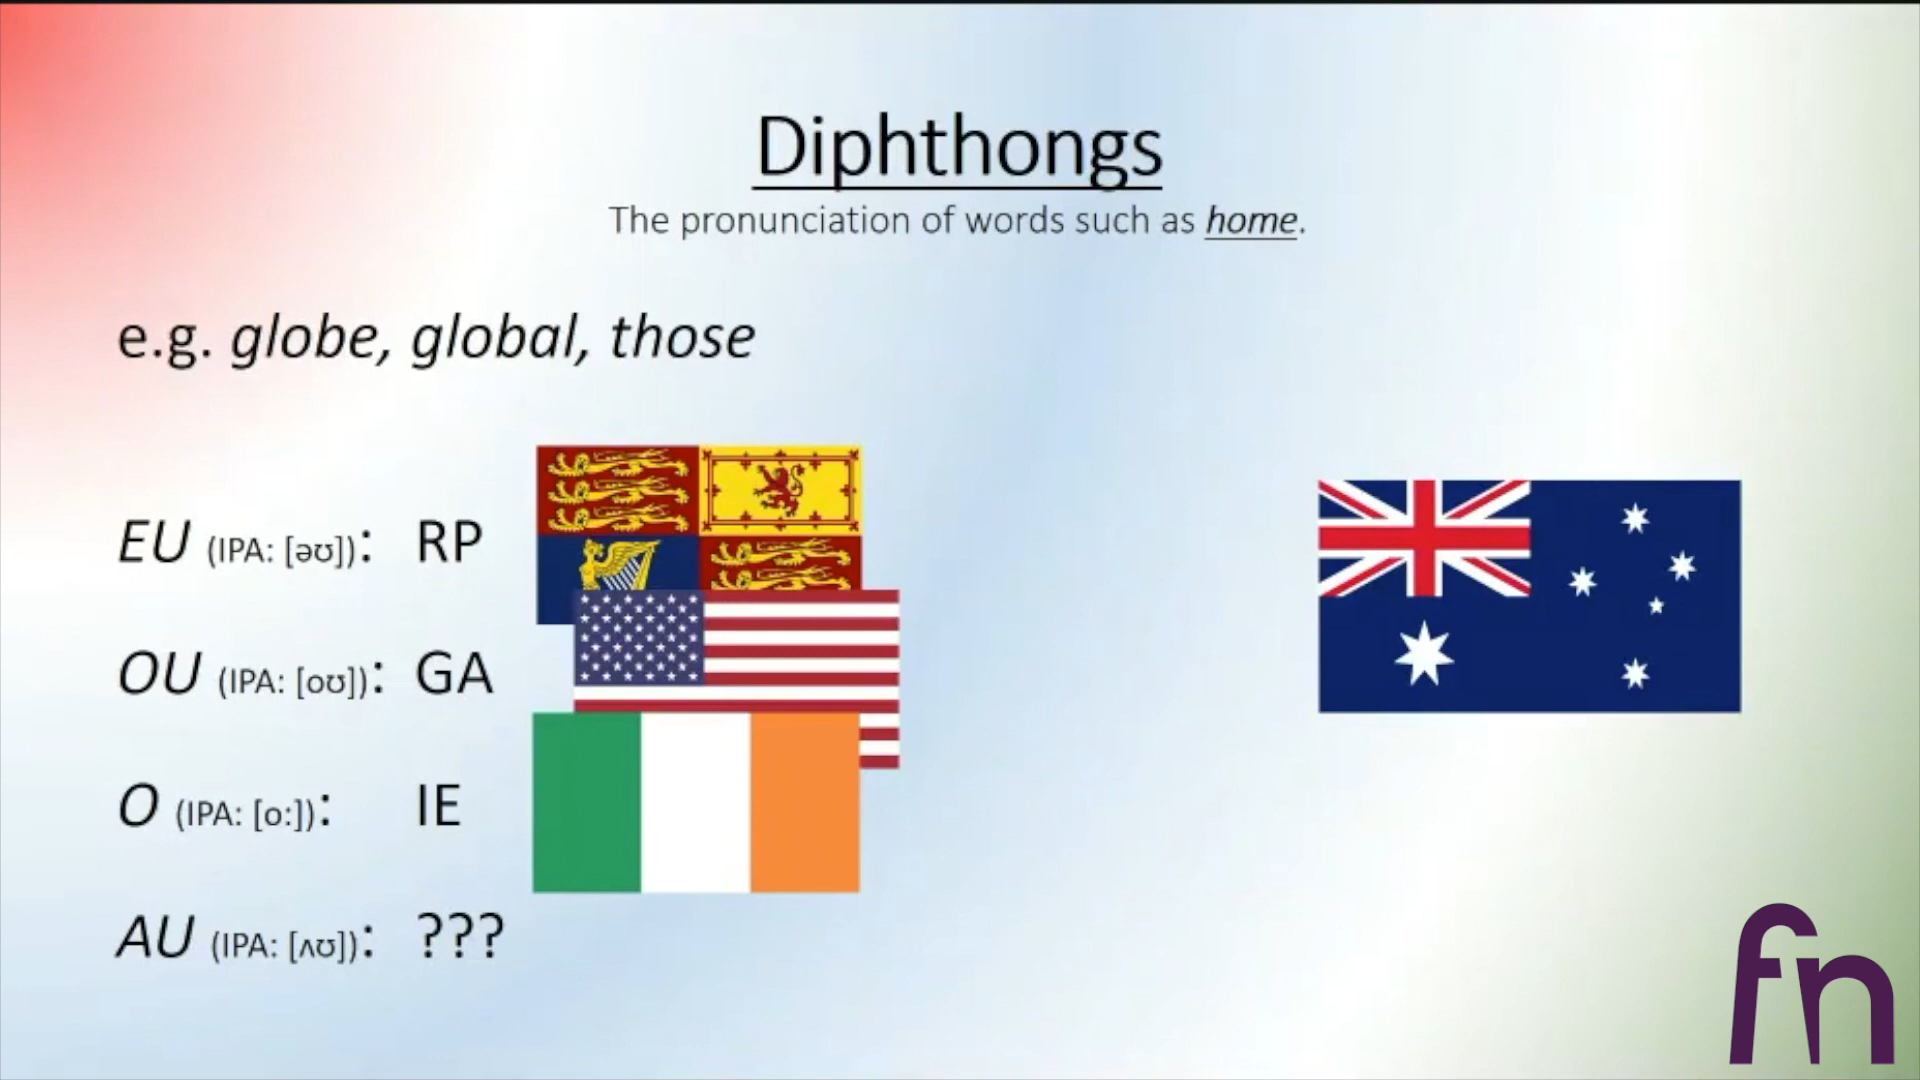 Diphthongs
The pronunciation of words such as home.
e.g. globe, global, those
EU (IPA: [əʊ]): RP
OU (IPA: [oʊ]): GA
O (IPA: [o:]): IE
AU (IPA: [ʌʊ]): ???
fn